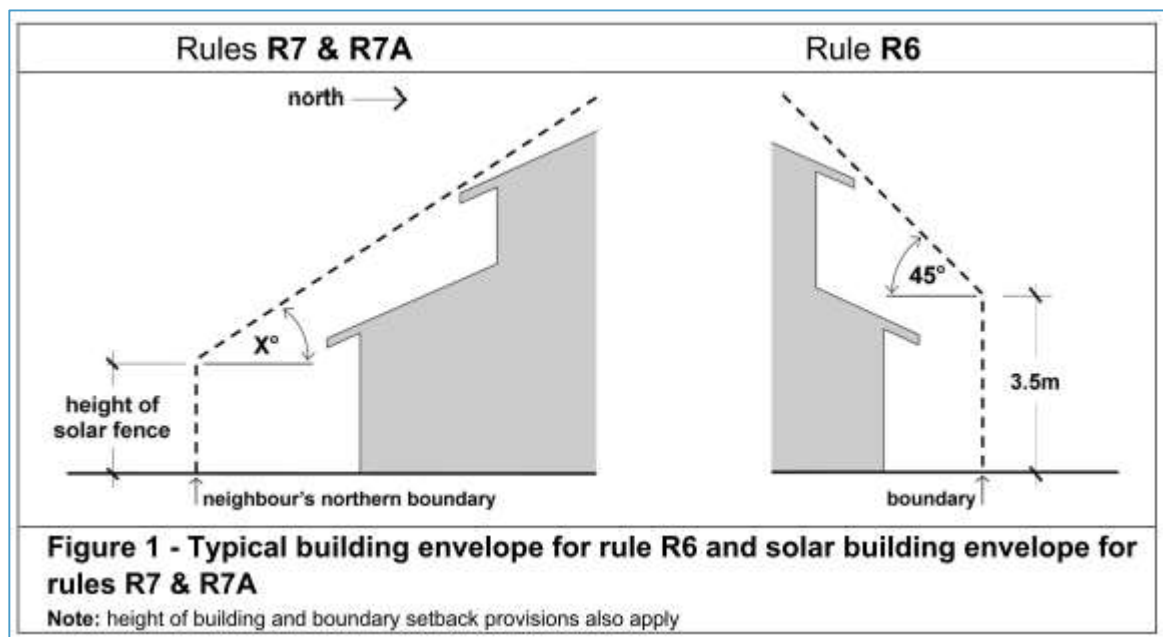 Rules R7 & R7A
Rule R6
north
X°
height of
solar fence
neighbour's northern boundary
45°
3.5m
boundary
Figure 1 - Typical building envelope for rule R6 and solar building envelope for
rules R7 & R7A
Note: height of building and boundary setback provisions also apply